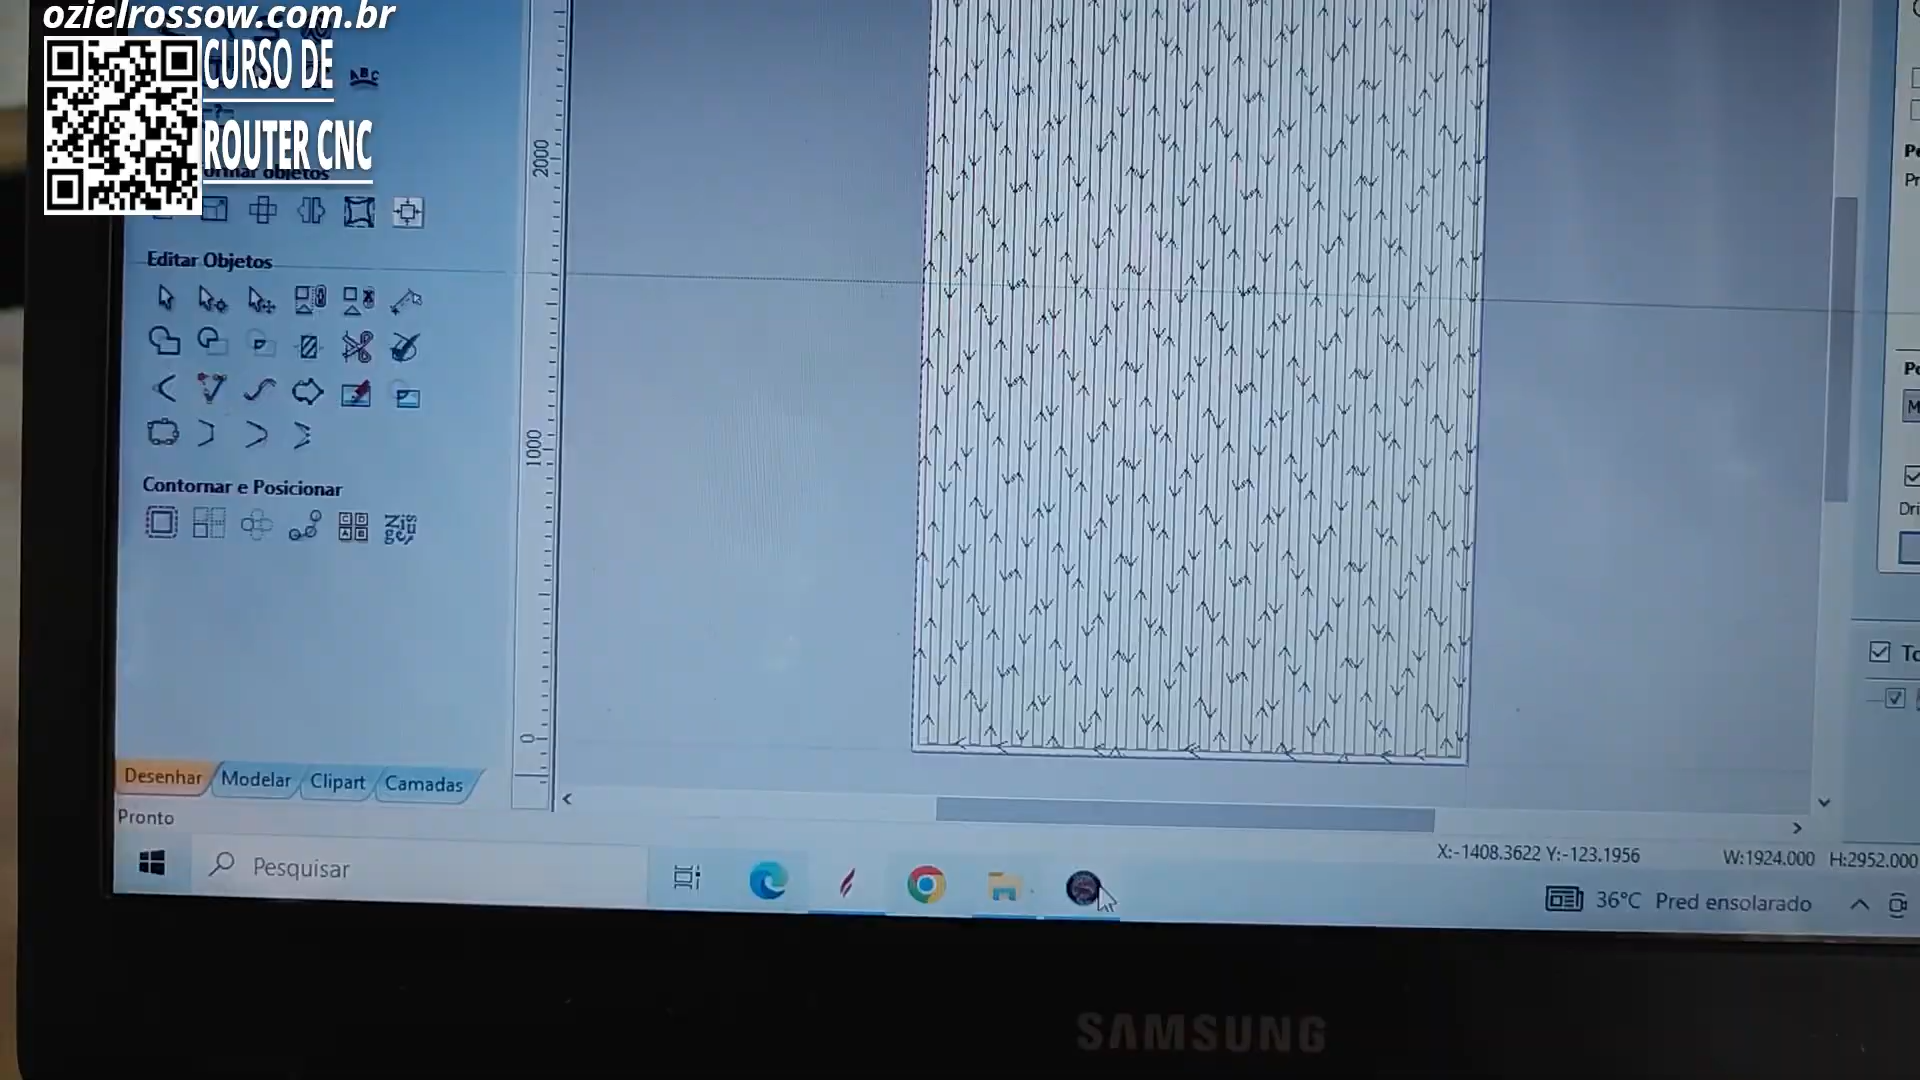 ozielrossow.com.br
CURSO DE
ROUTER CNC
ABC
Editar Objetos
Contornar e Posicionar
2000
1000
0
Desenhar
Modelar
Clipart
Camadas
Pronto
X:-1408.3622 Y:-123.1956
W:1924.000
H:2952.000
Pesquisar
36°C Pred ensolarado
SAMSUNG